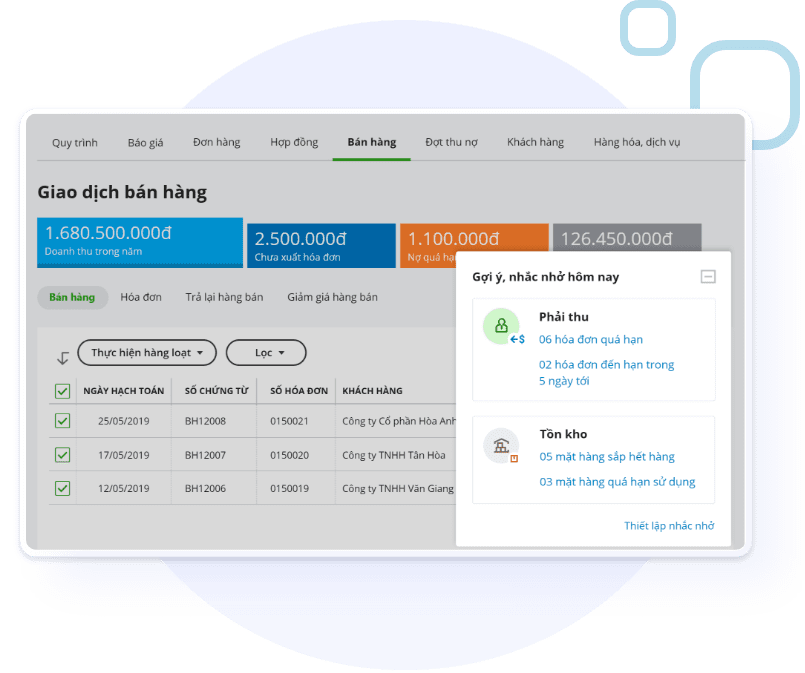 Quy trình Báo giá Đơn hàng Hợp đồng Bán hàng Đợt thu nợ Khách hàng Hàng hóa, dịch vụ
Giao dịch bán hàng
1.680.500.000đ 2.500.000đ 1.100.000đ 126.450.000đ
Doanh thu trong năm Chưa xuất hóa đơn Nợ quá hạ
Bán hàng Hóa đơn Trả lại hàng bán Giảm giá hàng bán
Thực hiện hàng loạt Lọc
NGÀY HẠCH TOÁN SỐ CHỨNG TỪ SỐ HÓA ĐƠN KHÁCH HÀNG
25/05/2019 BH12008 0150021 Công ty Cổ phần Hòa Anh
17/05/2019 BH12007 0150020 Công ty TNHH Tân Hòa
12/05/2019 BH12006 0150019 Công ty TNHH Văn Giang
Gợi ý, nhắc nhở hôm nay
Phải thu
06 hóa đơn quá hạn
02 hóa đơn đến hạn trong
5 ngày tới
Tồn kho
05 mặt hàng sắp hết hàng
03 mặt hàng quá hạn sử dụng
Thiết lập nhắc nhở